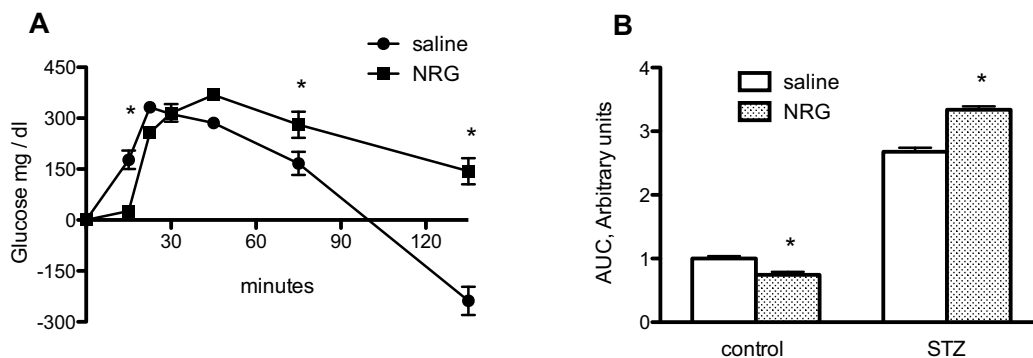 A
saline
NRG
Glucose mg / dl
450
300
150
0
-150
-300
30
60
90
120
minutes
*
*
*
B
saline
NRG
AUC, Arbitrary units
4
3
2
1
0
*
*
control
STZ